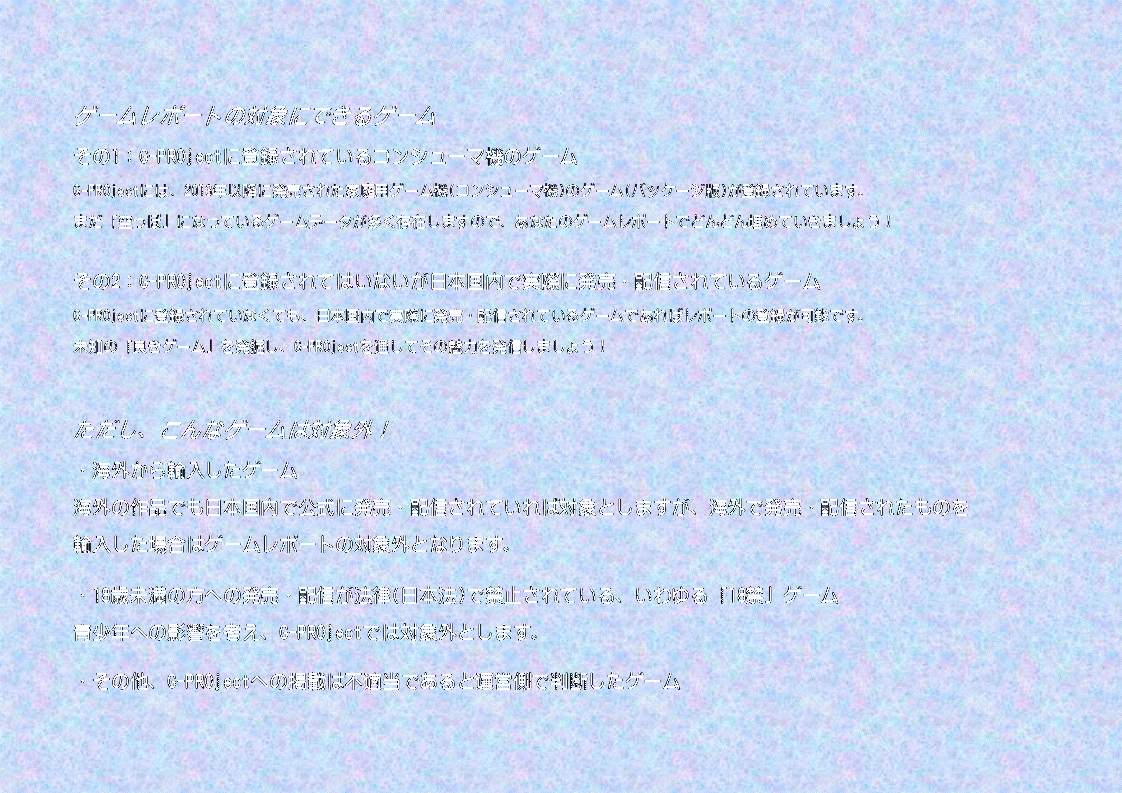 ゲームレポートの対象にできるゲーム
その1：G-PROjectに登録されているコンシューマ機のゲーム
G-PROjectには、以降に発売された家庭用ゲーム機(コンシューマ機)のゲーム(パッケージ版)が登録されています。
まだ「空っぽ」になっているゲームデータが多く存在しますので、あなたのゲームレポートでどんどん埋めていきましょう！
その2：G-PROjectに登録されてはいないが日本国内で実際に発売・配信されているゲーム
G-PROjectに登録されていなくても、日本国内で実際に発売・配信されているゲームであればレポートの登録が可能です。
未知の「良きゲーム」を発掘し、G-PROjectを通してその魅力を発信しましょう！
ただし、こんなゲームは対象外！
・海外から輸入したゲーム
海外の作品でも日本国内で公式に発売・配信されていれば対象としますが、海外で発売・配信されたものを
輸入した場合はゲームレポートの対象外となります。
・18歳未満の方への発売・配信が法律(日本法)で禁止されている、いわゆる「18禁」ゲーム
青少年への影響を考え、G-PROjectでは対象外とします。
・その他、G-PROjectへの掲載は不適当であると運営側で判断したゲーム